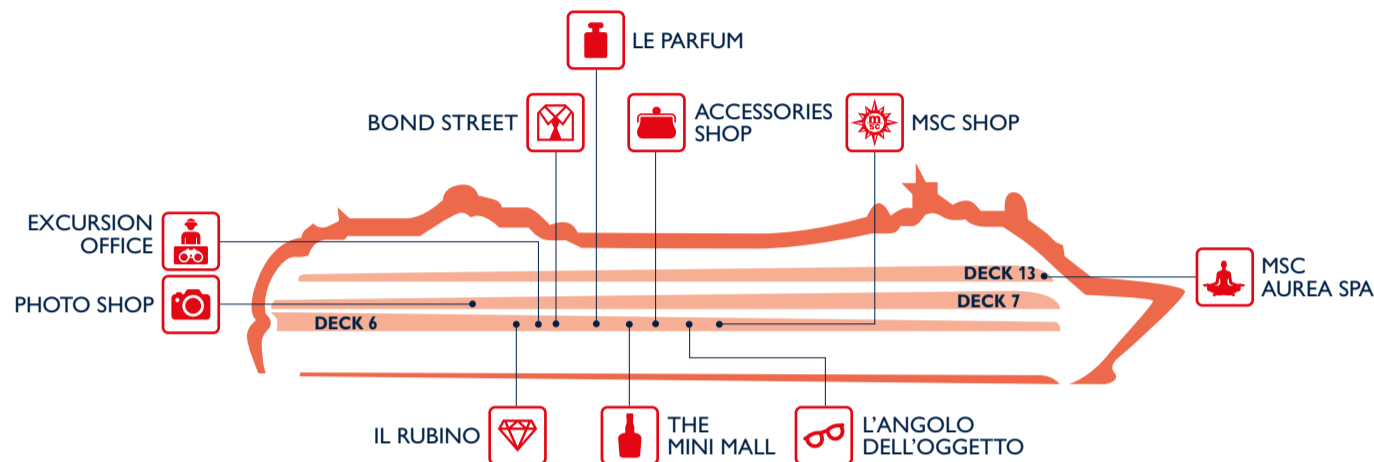 LE PARFUM
BOND STREET
ACCESSORIES
SHOP
m
sc
MSC SHOP
EXCURSION
OFFICE
DECK 13
MSC
AUREA SPA
PHOTO SHOP
DECK 7
DECK 6
IL RUBINO
THE
MINI MALL
L'ANGOLO
DELL'OGGETTO